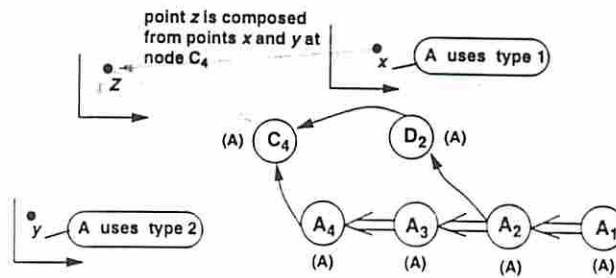 point z is composed
from points x and y at
node C4
z
x
A uses type 1
(A)
C4
D2
(A)
y
A uses type 2
A4
A3
A2
A1
(A)
(A)
(A)
(A)